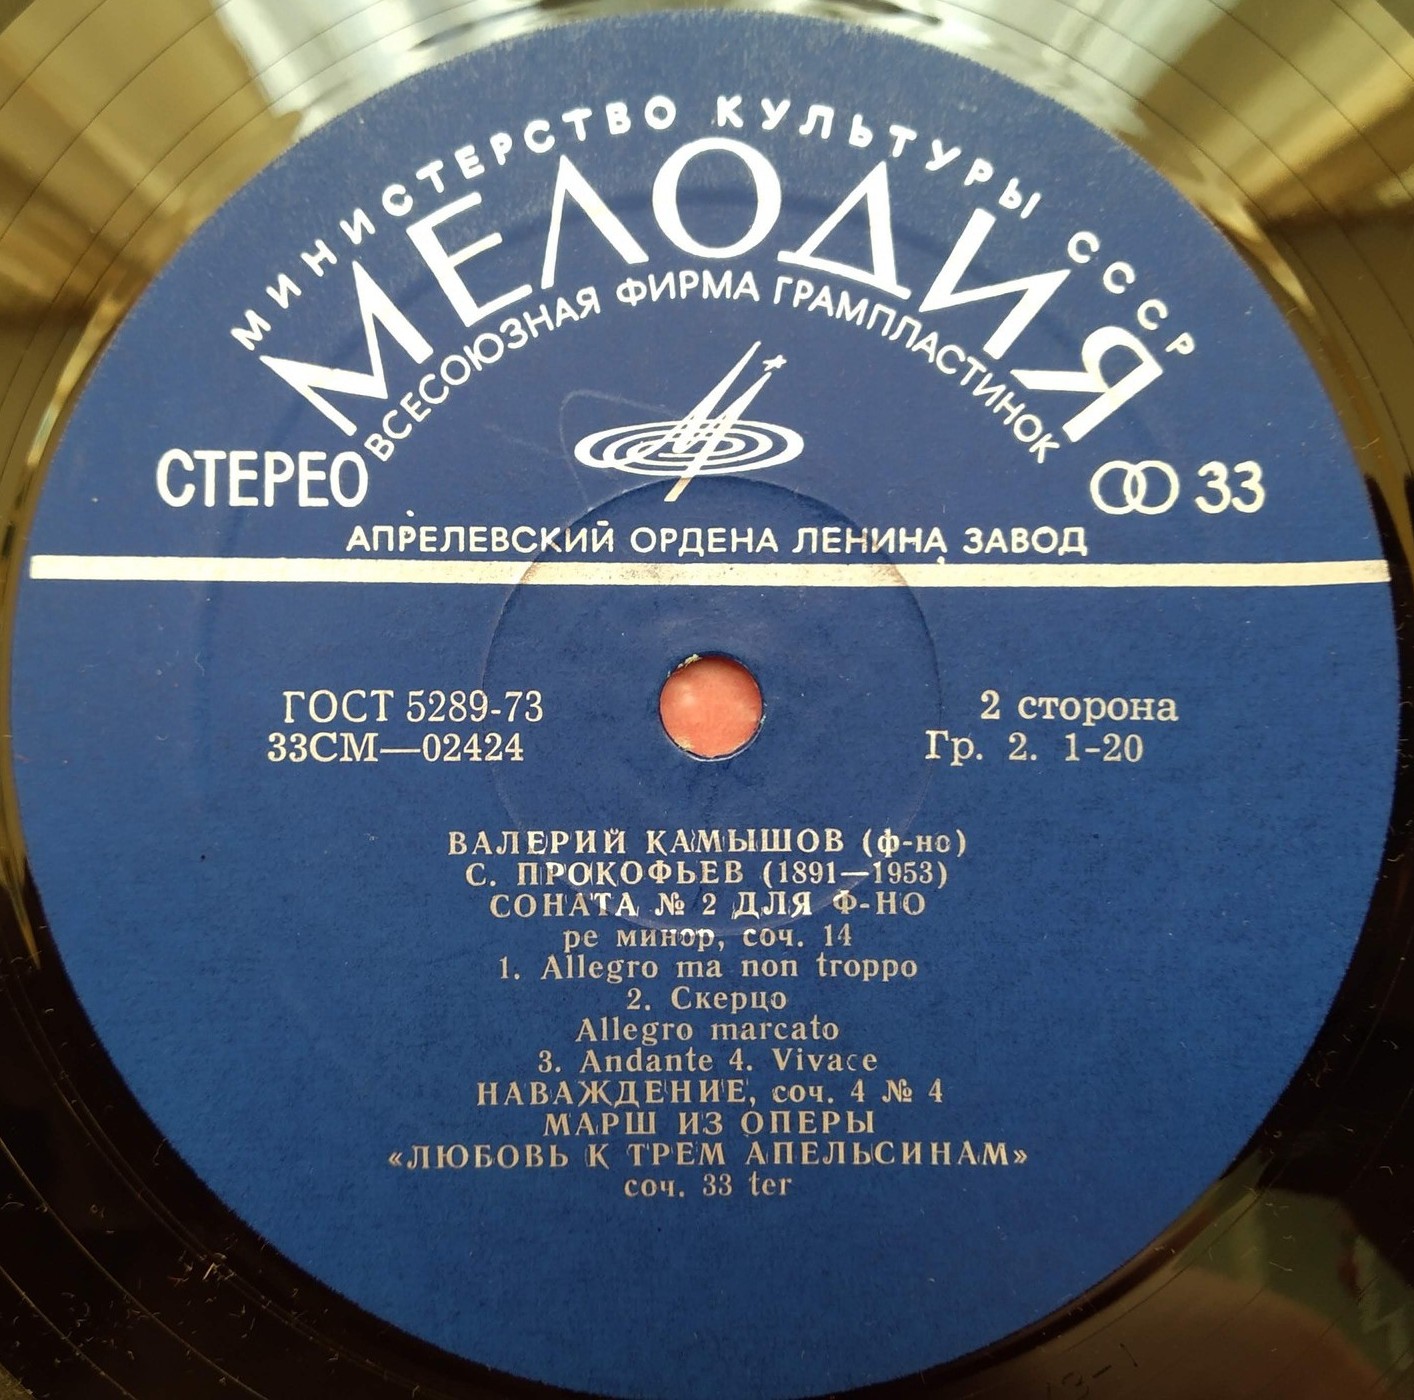 МИНИСТЕРСТВО КУЛЬТУРЫ СССР
МЕЛОДИЯ
ВСЕСОЮЗНАЯ ФИРМА ГРАМПЛАСТИНОК
СТЕРЕО
33
АПРЕЛЕВСКИЙ ОРДЕНА ЛЕНИНА ЗАВОД
ГОСТ 5289-73
33СМ—02424
2 сторона
Гр. 2. 1-20
ВАЛЕРИЙ КАМЫШОВ (ф-но)
С. ПРОКОФЬЕВ (1891—1953)
СОНАТА № 2 ДЛЯ Ф-НО
ре минор, соч. 14
1. Allegro ma non troppo
2. Скерцо
Allegro marcato
3. Andante 4. Vivace
НАВАЖДЕНИЕ, соч. 4 № 4
МАРШ ИЗ ОПЕРЫ
«ЛЮБОВЬ К ТРЕМ АПЕЛЬСИНАМ»
соч. 33 ter